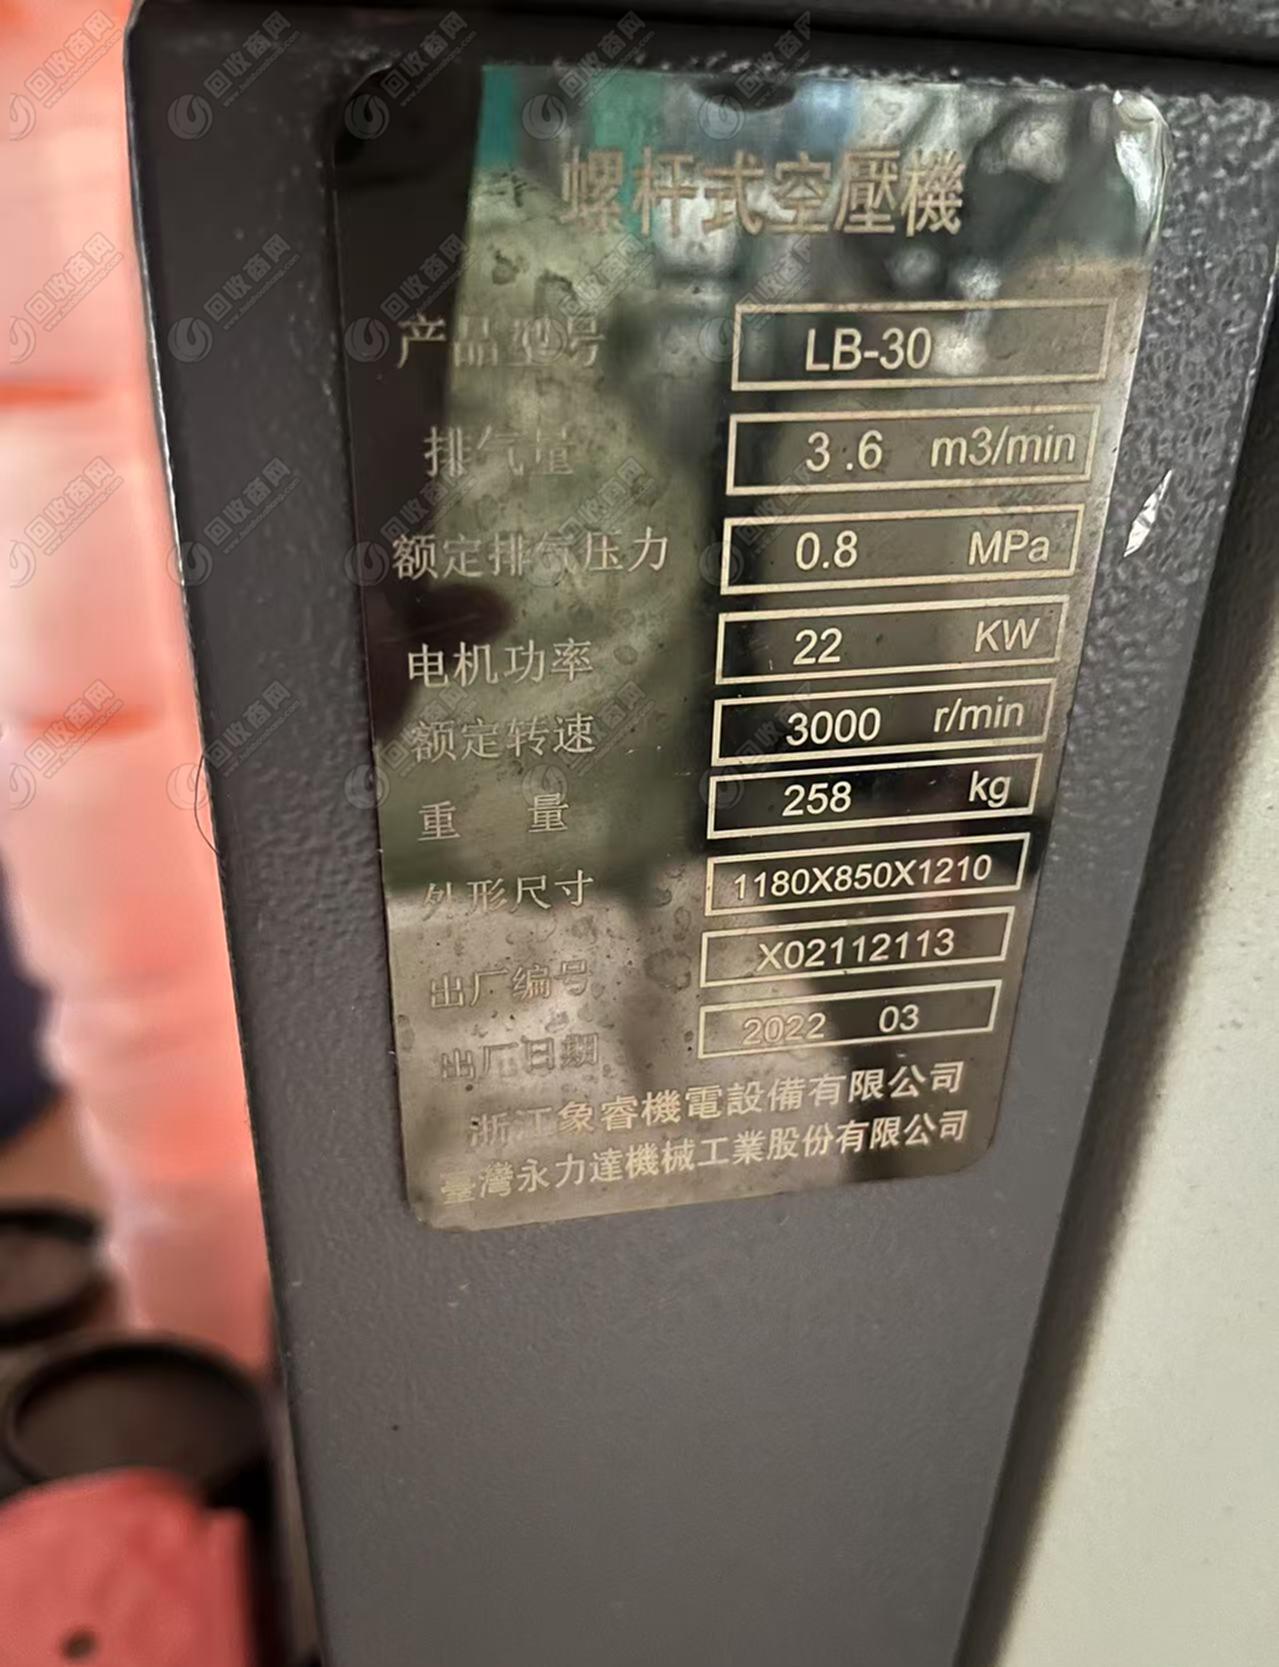 螺杆式空壓機
产品型号 LB-30
排气量 3.6 m3/min
额定排气压力 0.8 MPa
电机功率 22 KW
额定转速 3000 r/min
重量 258 kg
外形尺寸 1180X850X1210
出厂编号 X02112113
出厂日期 2022 03
浙江象睿機電設備有限公司
臺灣永力達機械工業股份有限公司
回收商网